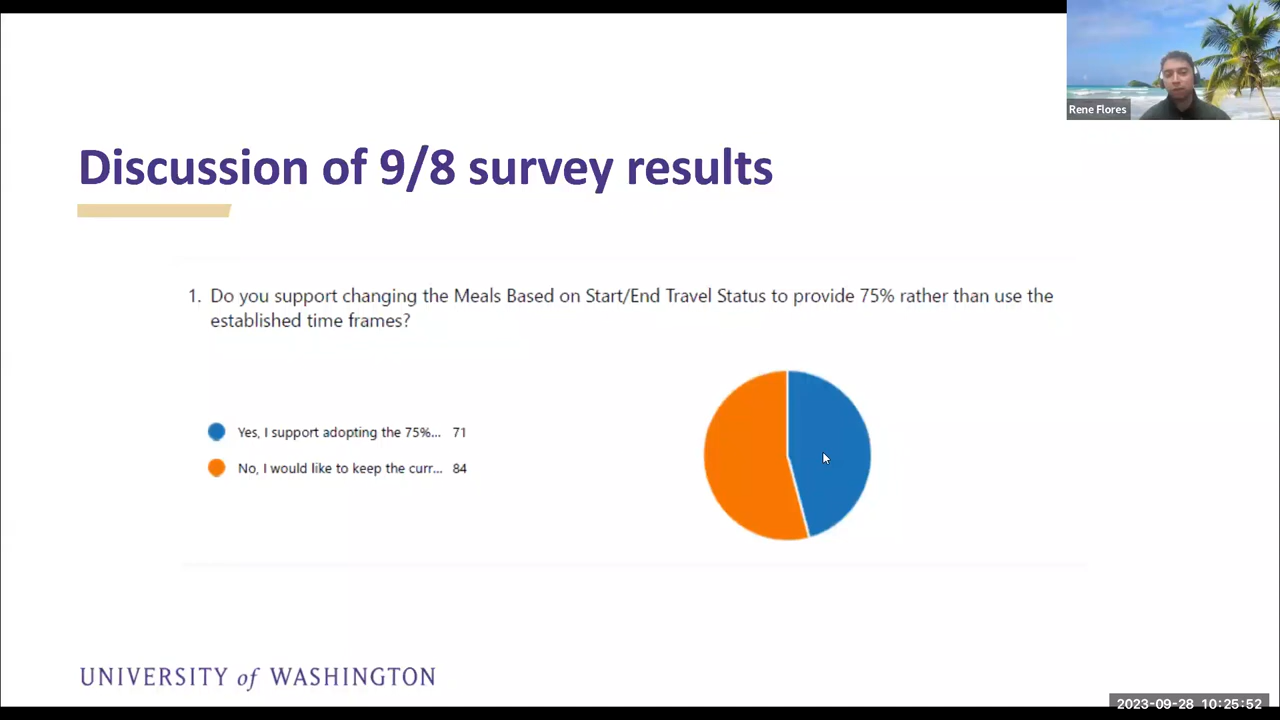 Rene Flores
Discussion of 9/8 survey results
1. Do you support changing the Meals Based on Start/End Travel Status to provide 75% rather than use the
established time frames?
Yes, I support adopting the 75%... 71
No, I would like to keep the curr... 84
UNIVERSITY of WASHINGTON
2023-09-28 10:25:52